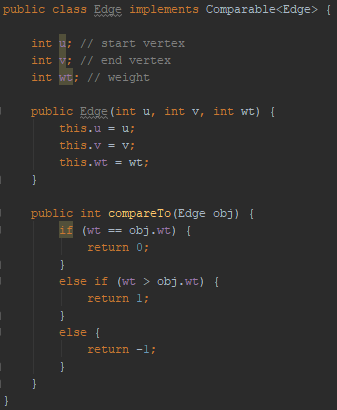 public class Edge implements Comparable<Edge> {
int u; // start vertex
int v; // end vertex
int wt; // weight
public Edge(int u, int v, int wt) {
this.u = u;
this.v = v;
this.wt = wt;
}
public int compareTo(Edge obj) {
if (wt == obj.wt) {
return 0;
}
else if (wt > obj.wt) {
return 1;
}
else {
return -1;
}
}
}